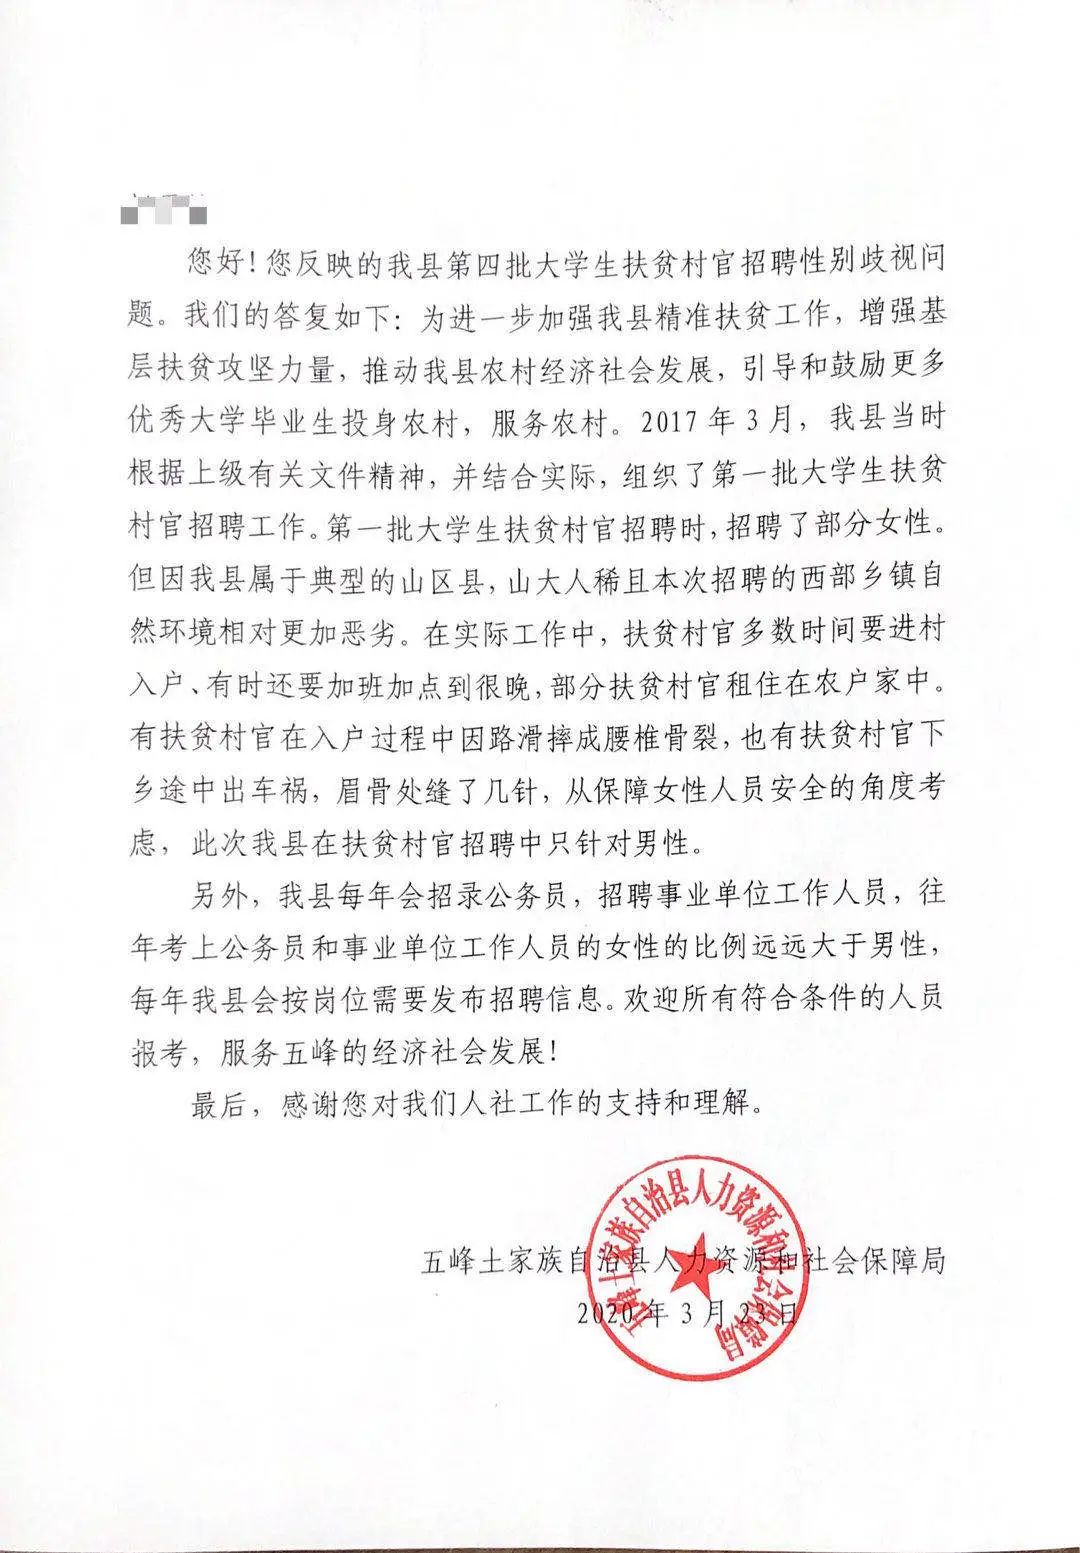 您好！您反映的我县第四批大学生扶贫村官招聘性别歧视问
题。我们的答复如下：为进一步加强我县精准扶贫工作，增强基
层扶贫攻坚力量，推动我县农村经济社会发展，引导和鼓励更多
优秀大学毕业生投身农村，服务农村。2017年3月，我县当时
根据上级有关文件精神，并结合实际，组织了第一批大学生扶贫
村官招聘工作。第一批大学生扶贫村官招聘时，招聘了部分女性。
但因我县属于典型的山区县，山大人稀且本次招聘的西部乡镇自
然环境相对更加恶劣。在实际工作中，扶贫村官多数时间要进村
入户、有时还要加班加点到很晚，部分扶贫村官租住在农户家中。
有扶贫村官在入户过程中因路滑摔成腰椎骨裂，也有扶贫村官下
乡途中出车祸，眉骨处缝了几针，从保障女性人员安全的角度考
虑，此次我县在扶贫村官招聘中只针对男性。
另外，我县每年会招录公务员，招聘事业单位工作人员，往
年考上公务员和事业单位工作人员的女性的比例远远大于男性，
每年我县会按岗位需要发布招聘信息。欢迎所有符合条件的人员
报考，服务五峰的经济社会发展！
最后，感谢您对我们人社工作的支持和理解。
五峰土家族自治县人力资源和社会保障局
2020年3月23日
五峰土家族自治县人力资源和社会保障局